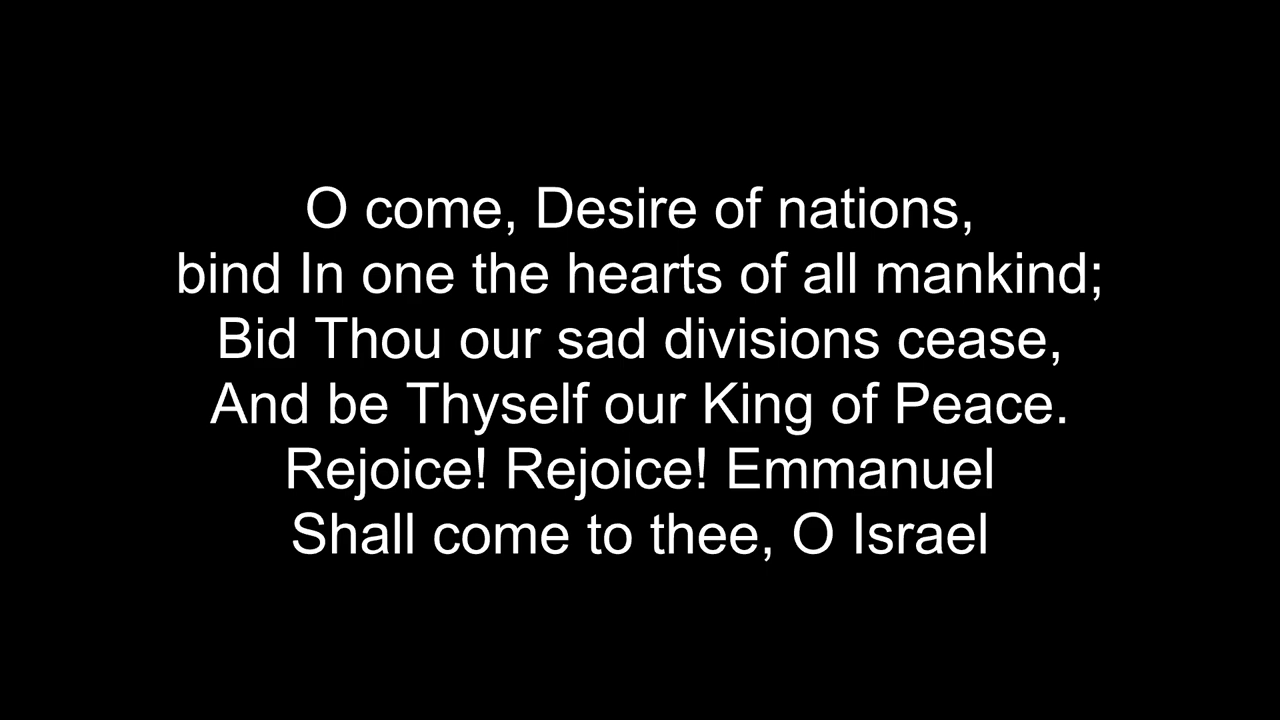 O come, Desire of nations,
bind In one the hearts of all mankind;
Bid Thou our sad divisions cease,
And be Thyself our King of Peace.
Rejoice! Rejoice! Emmanuel
Shall come to thee, O Israel